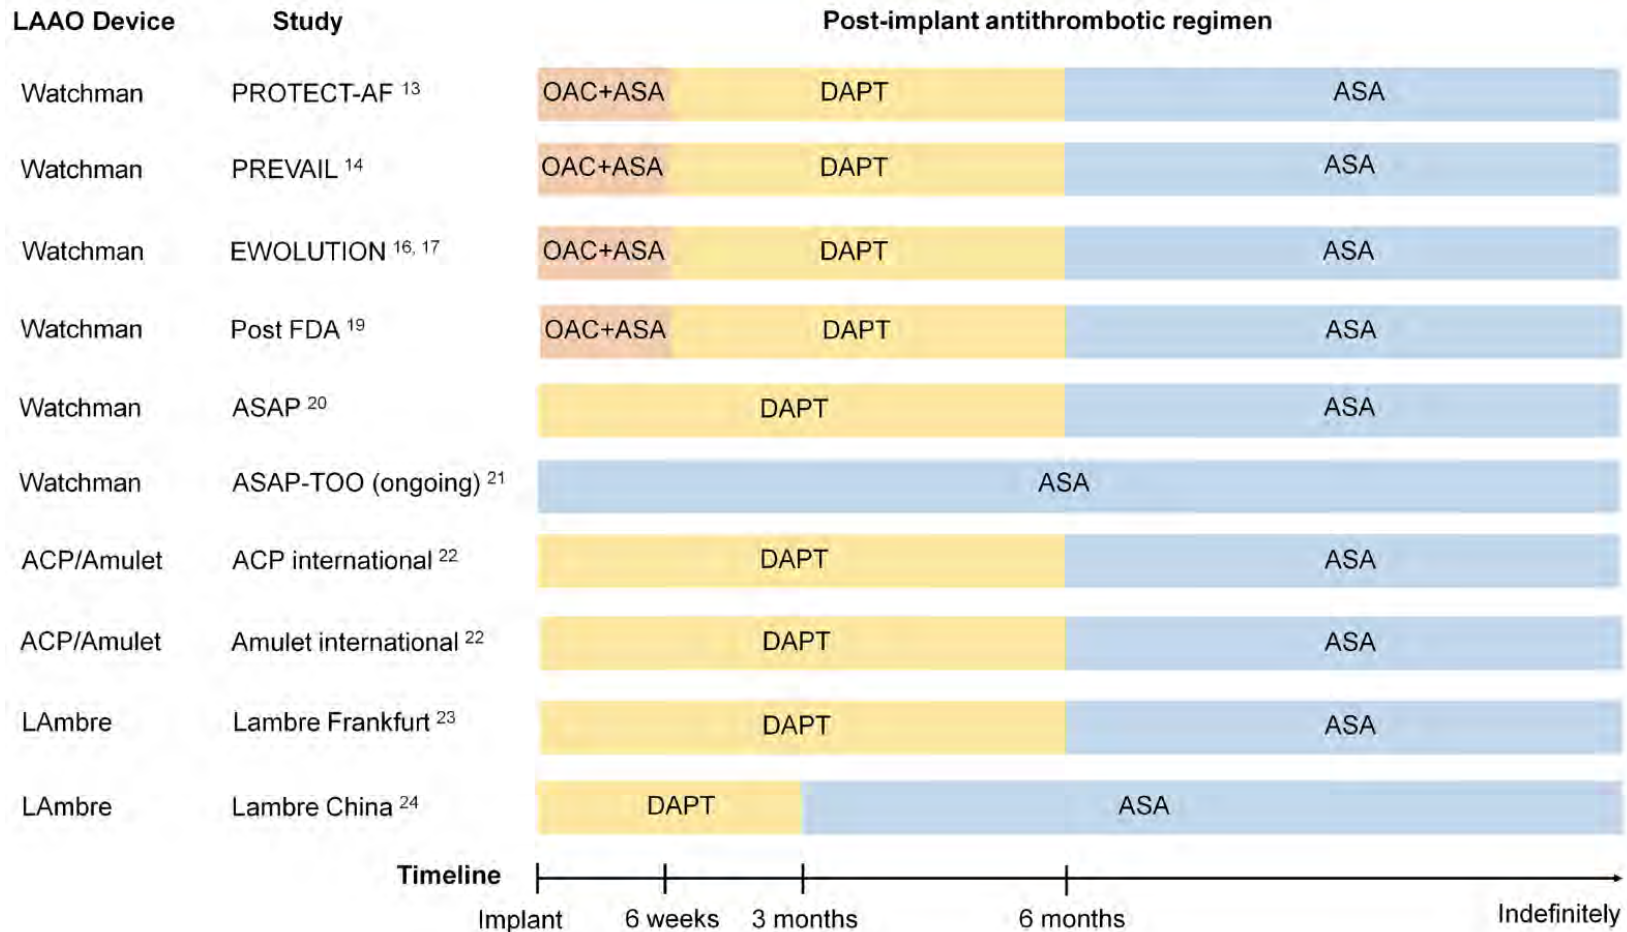 LAAO Device Study Post-implant antithrombotic regimen
Watchman PROTECT-AF 13 OAC+ASA DAPT ASA
Watchman PREVAIL 14 OAC+ASA DAPT ASA
Watchman EWOLUTION 16, 17 OAC+ASA DAPT ASA
Watchman Post FDA 19 OAC+ASA DAPT ASA
Watchman ASAP 20 DAPT ASA
Watchman ASAP-TOO (ongoing) 21 ASA
ACP/Amulet ACP international 22 DAPT ASA
ACP/Amulet Amulet international 22 DAPT ASA
LAmbre Lambre Frankfurt 23 DAPT ASA
LAmbre Lambre China 24 DAPT ASA
Timeline
Implant 6 weeks 3 months 6 months Indefinitely